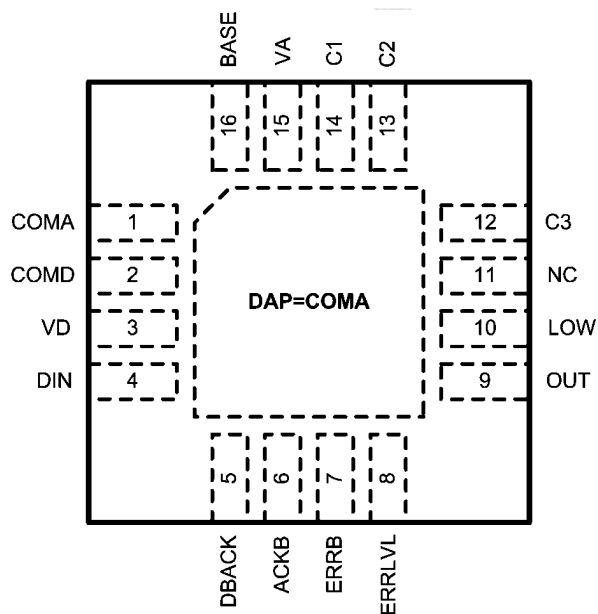 BASE
VA
C1
C2
16
15
14
13
COMA 1
COMD 2
VD 3
DIN 4
DAP=COMA
12 C3
11 NC
10 LOW
9 OUT
5
6
7
8
DBACK
ACKB
ERRB
ERRLVL